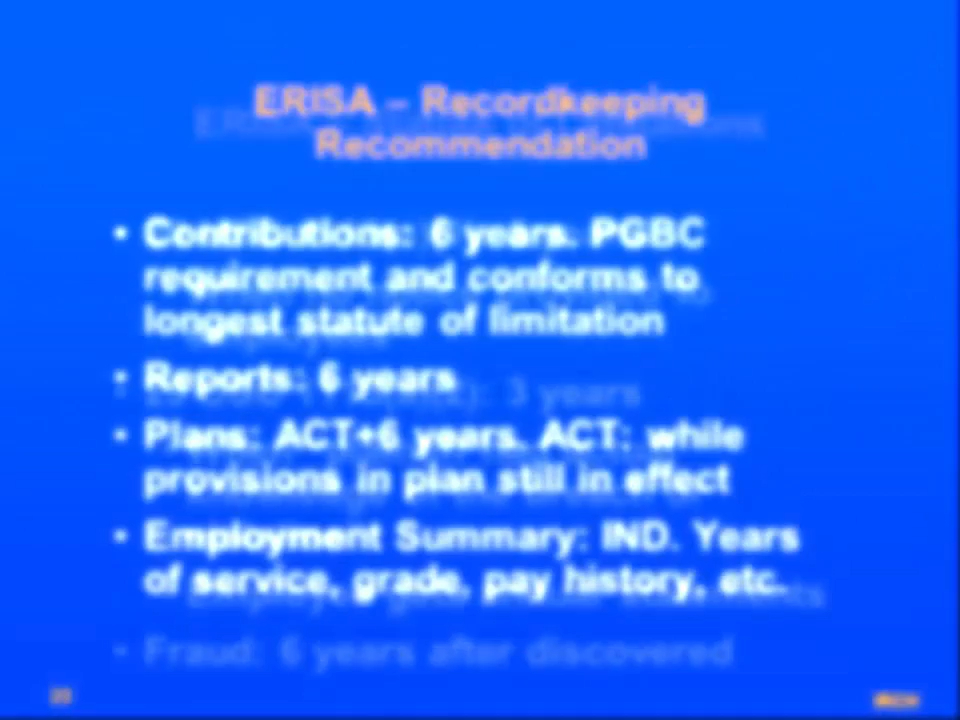 ERISA – Recordkeeping
Recommendation
• Contributions: 6 years. PGBC
requirement and conforms to
longest statute of limitation
• Reports: 6 years
• Plans: ACT+6 years. ACT: while
provisions in plan still in effect
• Employment Summary: IND. Years
of service, grade, pay history, etc.
• Fraud: 6 years after discovered